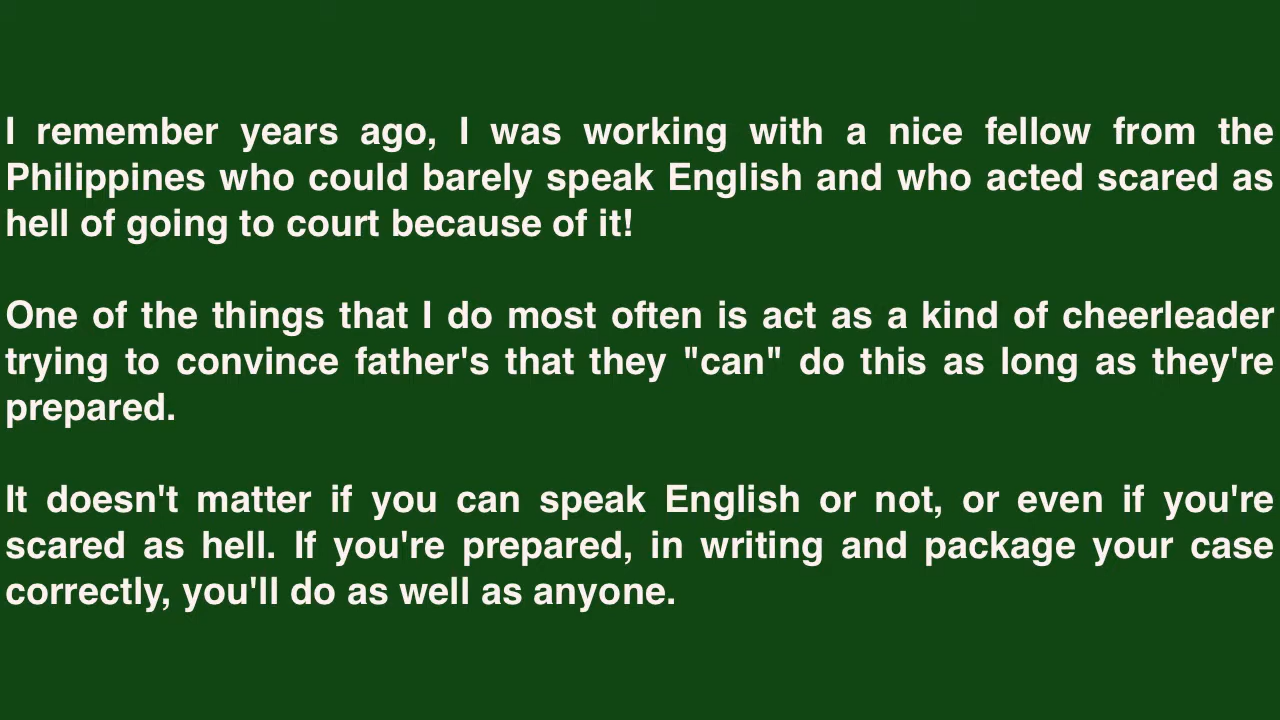 I remember years ago, I was working with a nice fellow from the
Philippines who could barely speak English and who acted scared as
hell of going to court because of it!
One of the things that I do most often is act as a kind of cheerleader
trying to convince father's that they "can" do this as long as they're
prepared.
It doesn't matter if you can speak English or not, or even if you're
scared as hell. If you're prepared, in writing and package your case
correctly, you'll do as well as anyone.